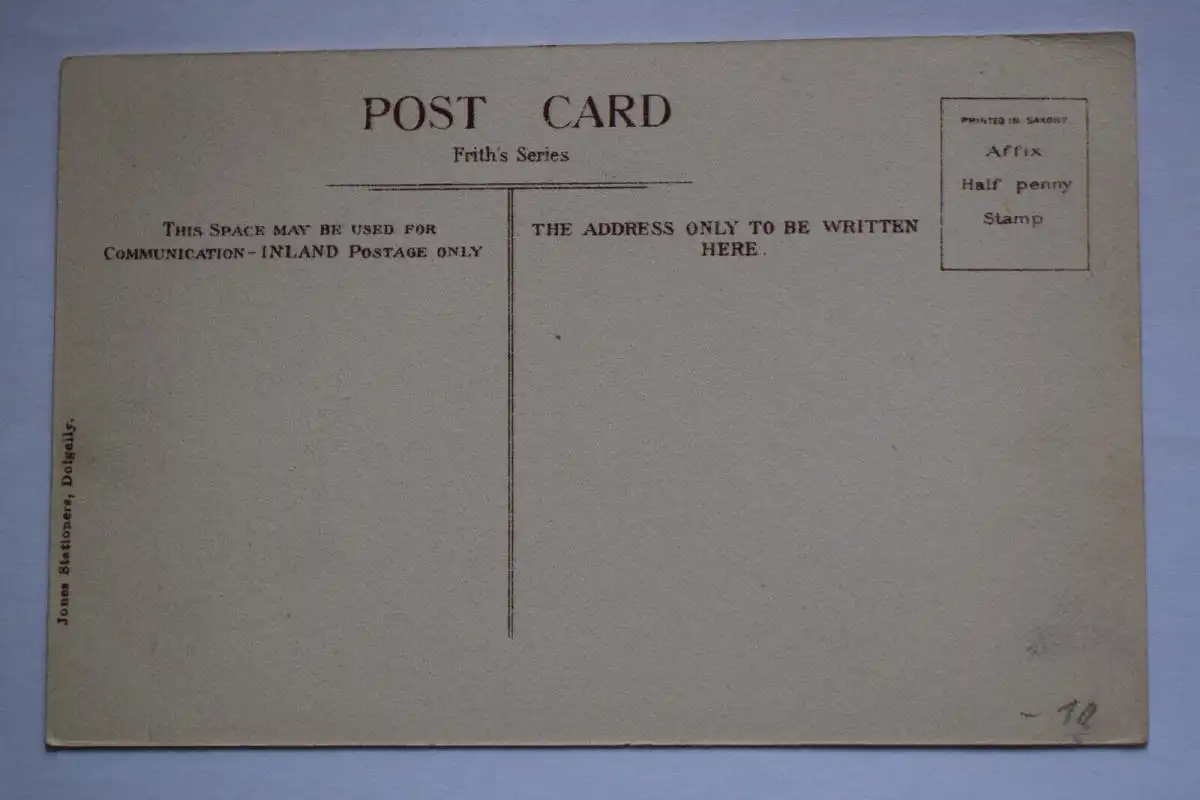 POST CARD
Frith's Series
PRINTED IN SAXONY
Affix
Half penny
Stamp
THIS SPACE MAY BE USED FOR
COMMUNICATION - INLAND POSTAGE ONLY
THE ADDRESS ONLY TO BE WRITTEN
HERE.
Jones Stationers, Dolgelly.